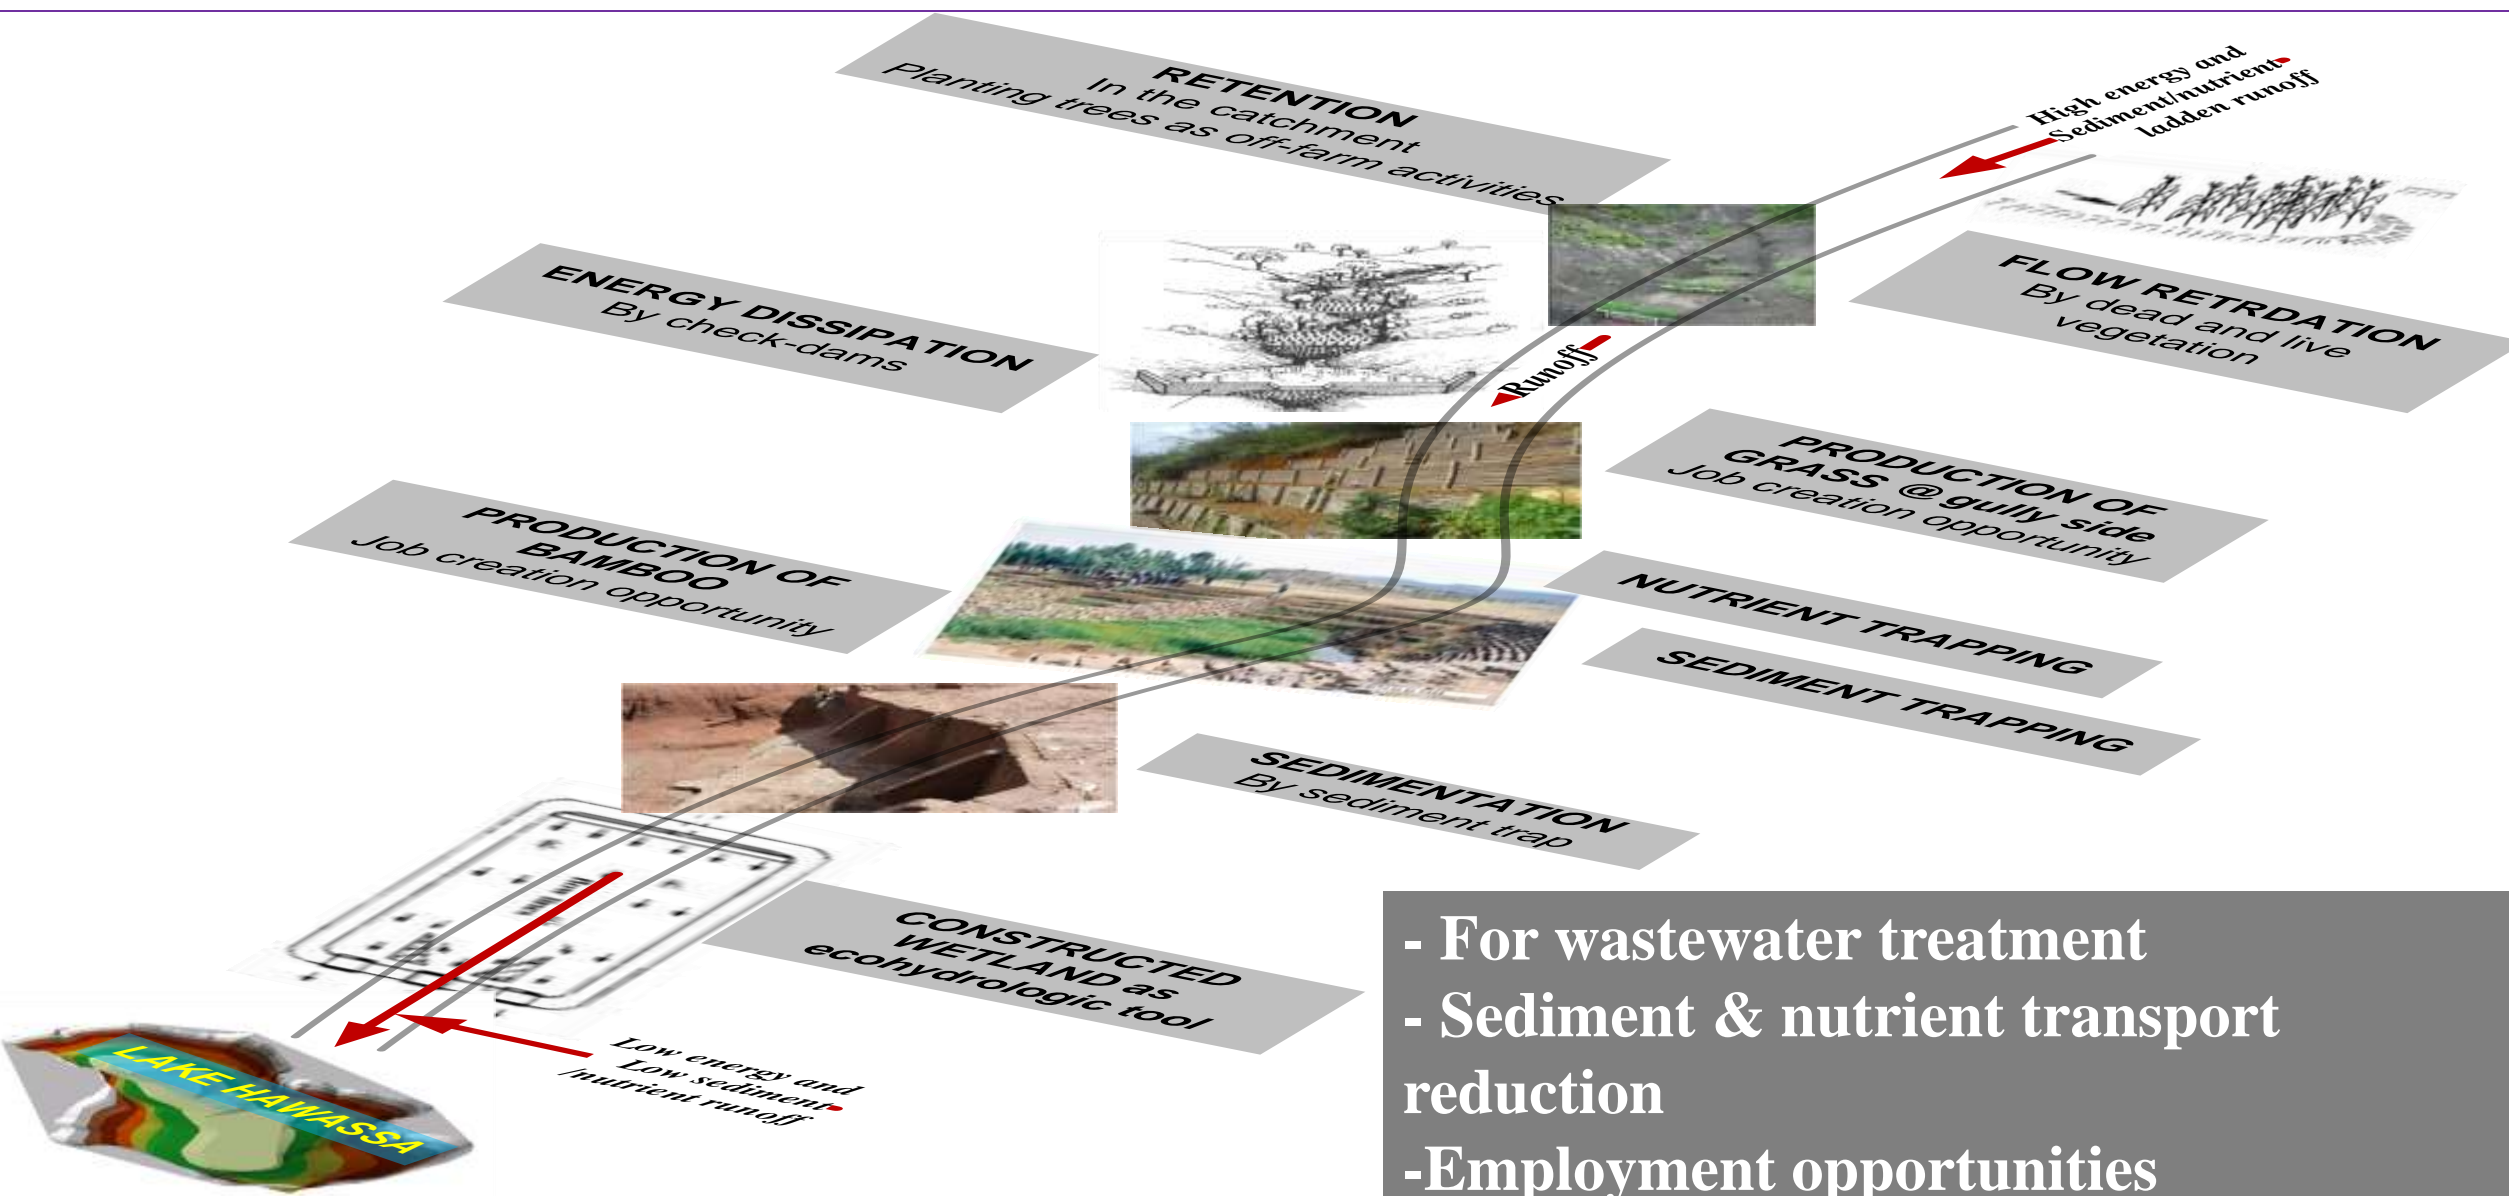 RETENTION
In the catchment
Planting trees as off-farm activities
High energy and
Sediment/nutrient
ladden runoff
ENERGY DISSIPATION
By check-dams
FLOW RETRDATION
By dead and live
vegetation
Runoff
PRODUCTION OF
GRASS @gully side
Job creation opportunity
PRODUCTION OF
BAMBOO
Job creation opportunity
NUTRIENT TRAPPING
SEDIMENT TRAPPING
SEDIMENTATION
By sediment trap
CONSTRUCTED
WETLAND as
ecohydrologic tool
Low energy and
Low sediment
/nutrient runoff
LAKE HAWASSA
- For wastewater treatment
- Sediment & nutrient transport
reduction
-Employment opportunities